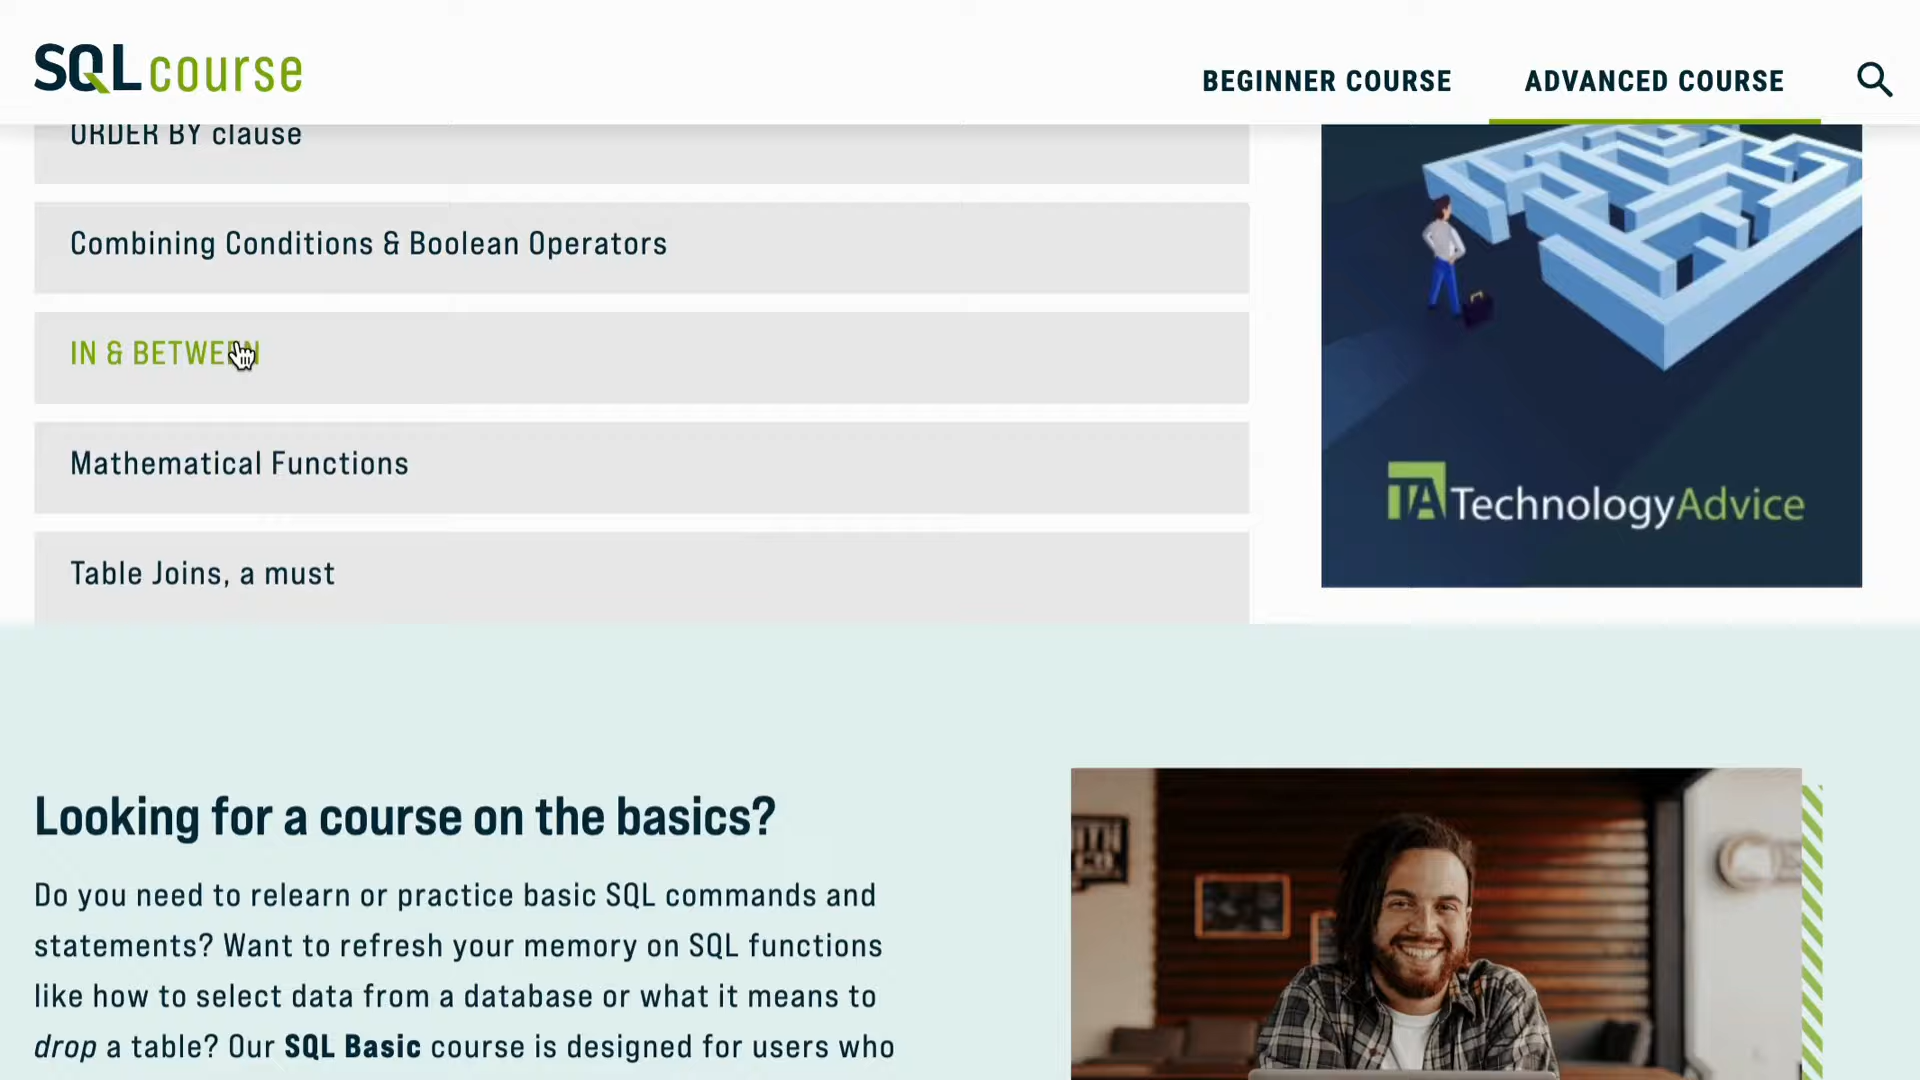 SQLcourse
BEGINNER COURSE
ADVANCED COURSE
ORDER BY clause
Combining Conditions & Boolean Operators
IN & BETWEEN
Mathematical Functions
Table Joins, a must
TA TechnologyAdvice
Looking for a course on the basics?
Do you need to relearn or practice basic SQL commands and
statements? Want to refresh your memory on SQL functions
like how to select data from a database or what it means to
drop a table? Our SQL Basic course is designed for users who